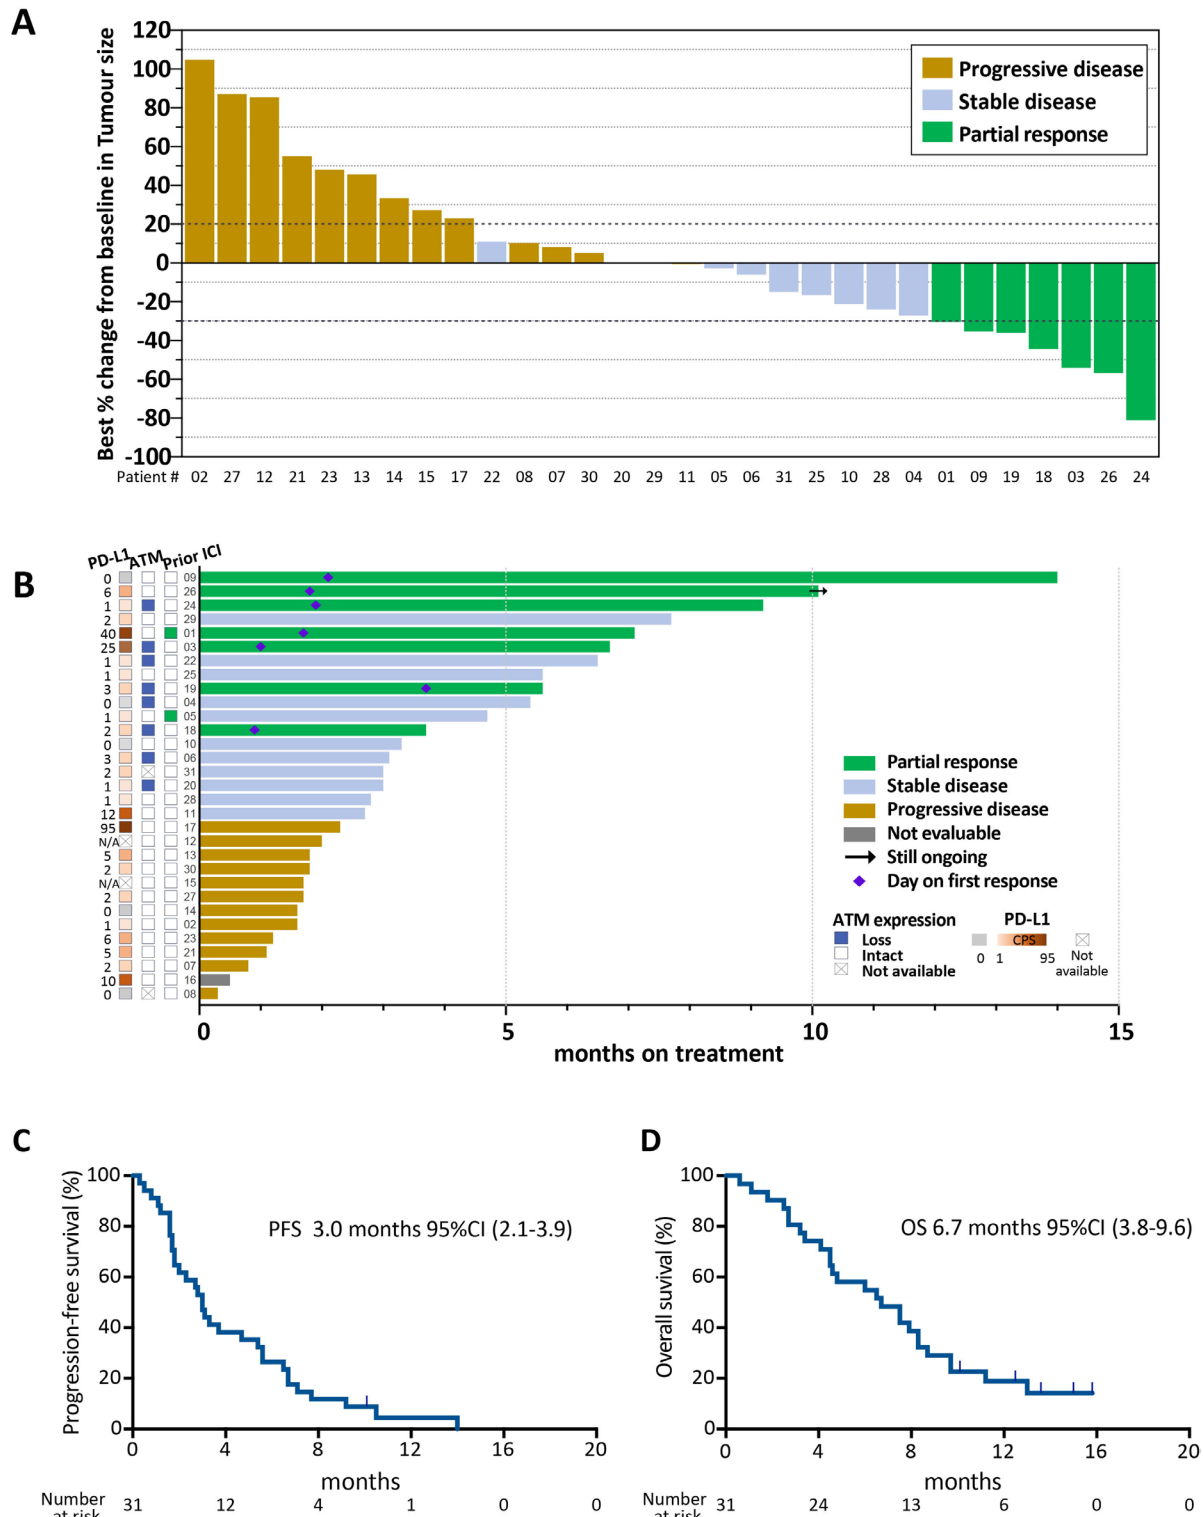 A
Best % change from baseline in Tumour size
120
100
80
60
40
20
0
-20
-40
-60
-80
-100
Progressive disease
Stable disease
Partial response
Patient # 02 27 12 21 23 13 14 15 17 22 08 07 30 20 29 11 05 06 31 25 10 28 04 01 09 19 18 03 26 24
B
PD-L1 ATM Prior ICI
0 09
6 26
1 24
2 29
40 01
25 03
1 22
1 25
3 19
0 04
1 05
2 18
0 10
3 06
2 31
1 20
1 28
12 11
95 17
N/A 12
5 13
2 30
N/A 15
2 27
0 14
1 02
6 23
5 21
2 07
10 16
0 08
Partial response
Stable disease
Progressive disease
Not evaluable
Still ongoing
Day on first response
ATM expression
Loss
Intact
Not available
PD-L1
CPS
0 1 95 Not available
0 5 10 15
months on treatment
C
Progression-free survival (%)
100
80
60
40
20
0
PFS 3.0 months 95%CI (2.1-3.9)
0 4 8 12 16 20
months
Number at risk
31 12 4 1 0 0
D
Overall suvival (%)
100
80
60
40
20
0
OS 6.7 months 95%CI (3.8-9.6)
0 4 8 12 16 20
months
Number at risk
31 24 13 6 0 0